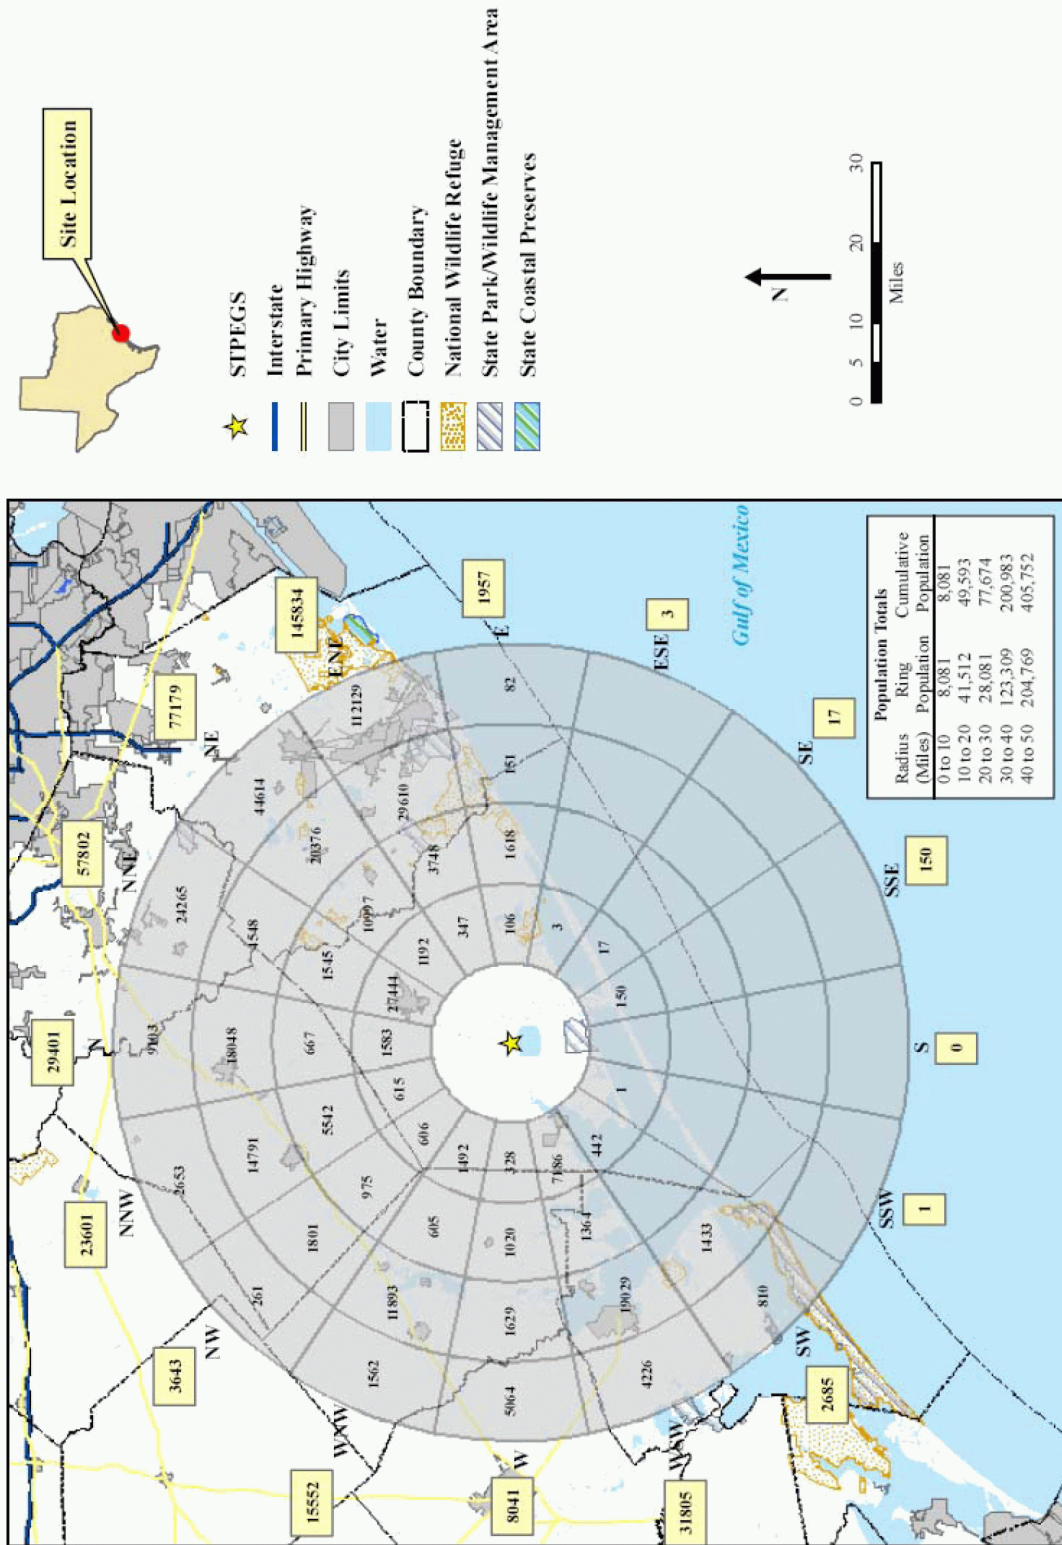 Site Location
STPEGS
Interstate
Primary Highway
City Limits
Water
County Boundary
National Wildlife Refuge
State Park/Wildlife Management Area
State Coastal Preserves
N
0 5 10 20 30
Miles
29401
57802
77179
145834
1957
3
17
150
0
1
2685
31805
8041
15552
3643
23601
N
NNE
NE
ENE
E
ESE
SE
SSE
S
SSW
SW
WSW
W
WNW
NW
NNW
24265
44614
112129
82
18048
4548
20376
29610
151
667
1545
10997
3748
1618
1583
27444
1192
347
106
3
17
150
1
442
7186
328
1492
606
615
5542
975
605
1020
1364
14791
1801
11893
1629
19029
1433
2653
261
1562
5064
4226
810
Gulf of Mexico
Population Totals
Radius Ring Cumulative
(Miles) Population Population
0 to 10 8,081 8,081
10 to 20 41,512 49,593
20 to 30 28,081 77,674
30 to 40 123,309 200,983
40 to 50 204,769 405,752